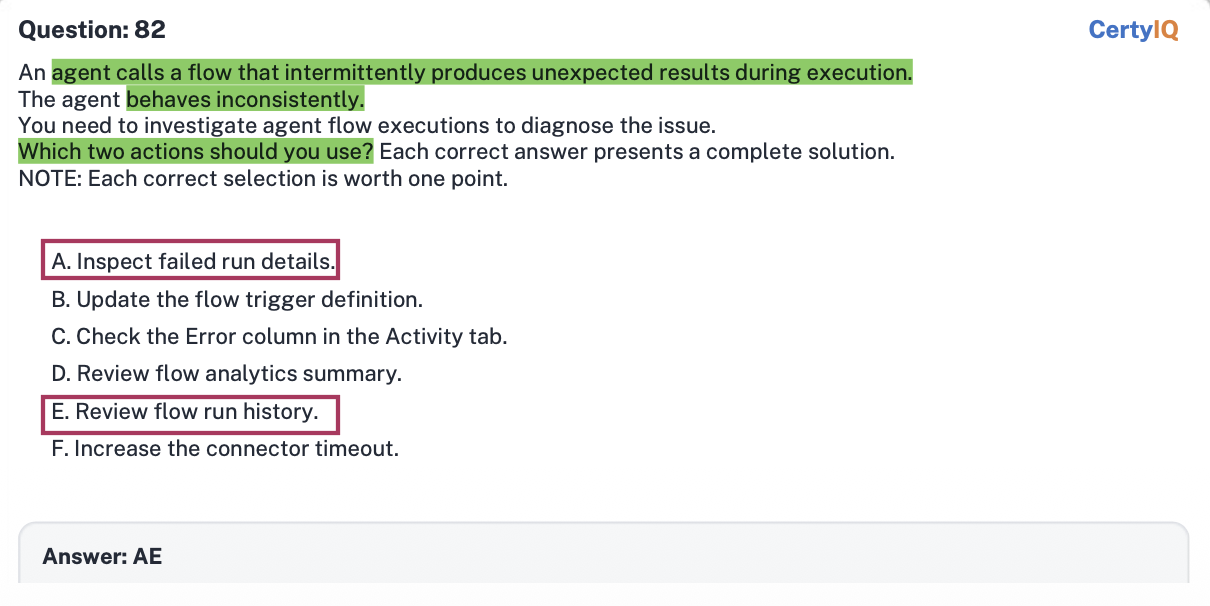 Question: 82
CertyIQ
An agent calls a flow that intermittently produces unexpected results during execution.
The agent behaves inconsistently.
You need to investigate agent flow executions to diagnose the issue.
Which two actions should you use? Each correct answer presents a complete solution.
NOTE: Each correct selection is worth one point.
A. Inspect failed run details.
B. Update the flow trigger definition.
C. Check the Error column in the Activity tab.
D. Review flow analytics summary.
E. Review flow run history.
F. Increase the connector timeout.
Answer: AE